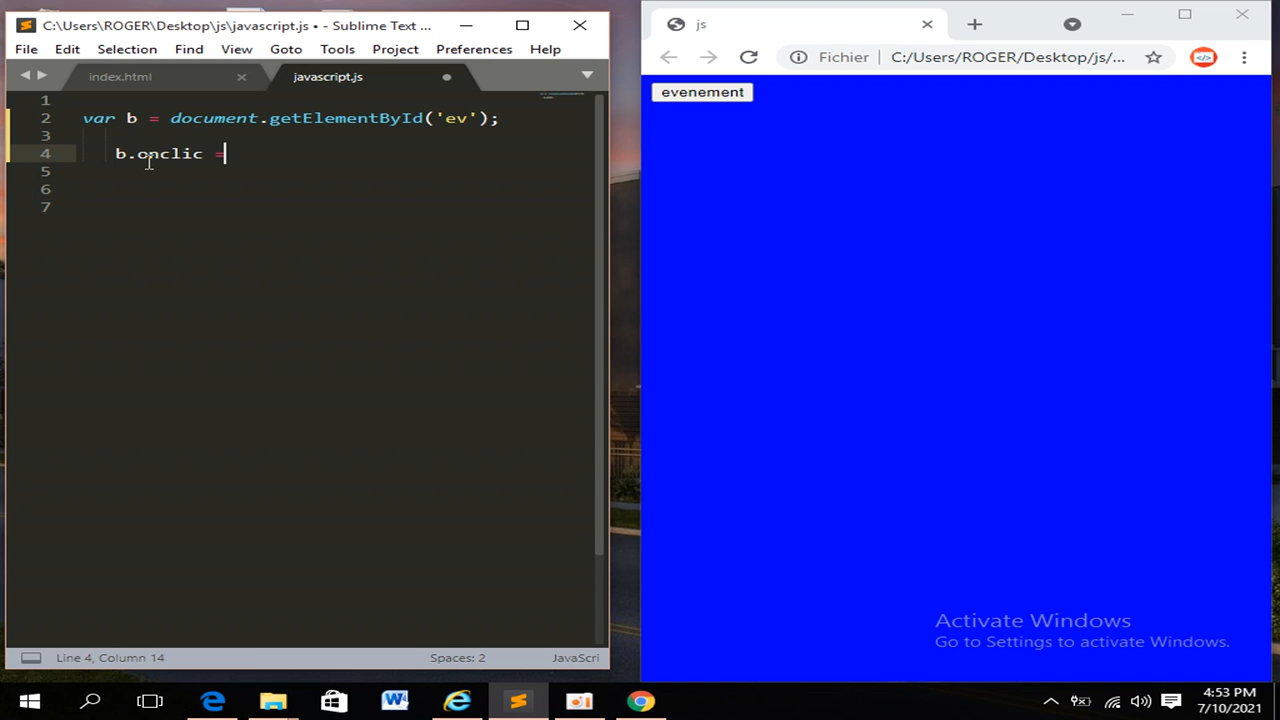 C:\Users\ROGER\Desktop\js\javascript.js • - Sublime Text ...
File Edit Selection Find View Goto Tools Project Preferences Help
index.html
javascript.js
1
2 var b = document.getElementById('ev');
3
4 b.onclic =
5
6
7
Line 4, Column 14
Spaces: 2
JavaScri
js
Fichier
C:/Users/ROGER/Desktop/js/...
evenement
Activate Windows
Go to Settings to activate Windows.
4:53 PM
7/10/2021